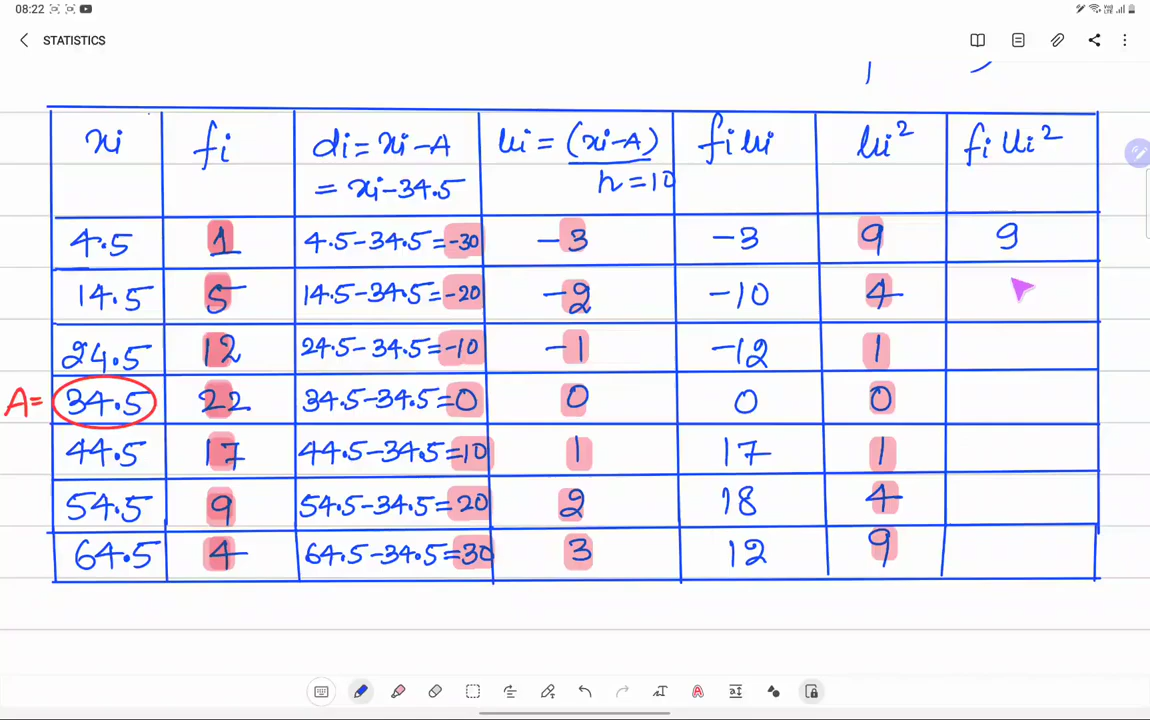 08:22
STATISTICS
xi fi di = xi - A ui = (xi - A) fi ui ui² fi ui²
= xi - 34.5 h = 10
4.5 1 4.5 - 34.5 = -30 -3 -3 9 9
14.5 5 14.5 - 34.5 = -20 -2 -10 4
24.5 12 24.5 - 34.5 = -10 -1 -12 1
A= 34.5 22 34.5 - 34.5 = 0 0 0 0
44.5 17 44.5 - 34.5 = 10 1 17 1
54.5 9 54.5 - 34.5 = 20 2 18 4
64.5 4 64.5 - 34.5 = 30 3 12 9